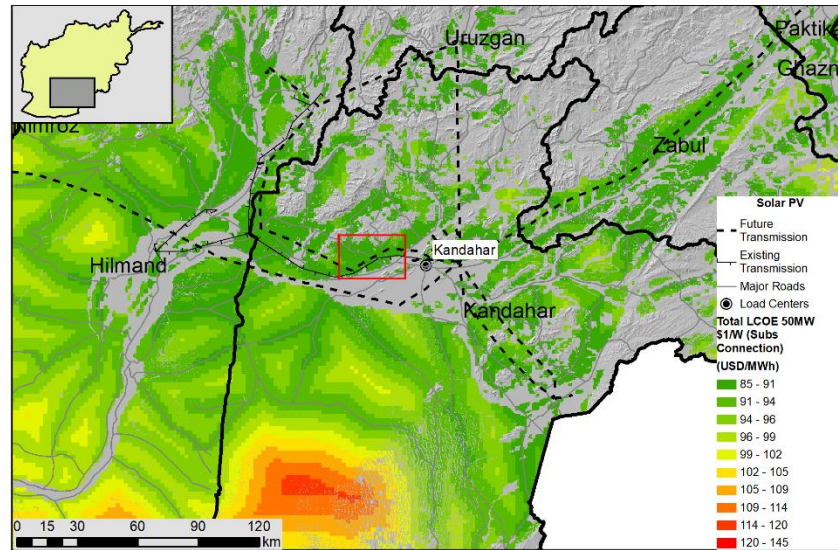 Uruzgan
Paktika
Ghazn
Nimroz
Zabul
Kandahar
Hilmand
Kandahar
Solar PV
Future
Transmission
Existing
Transmission
Major Roads
Load Centers
Total LCOE 50MW
$1/W (Subs
Connection)
(USD/MWh)
85 - 91
91 - 94
94 - 96
96 - 99
99 - 102
102 - 105
105 - 109
109 - 114
114 - 120
120 - 145
0 15 30 60 90 120
km